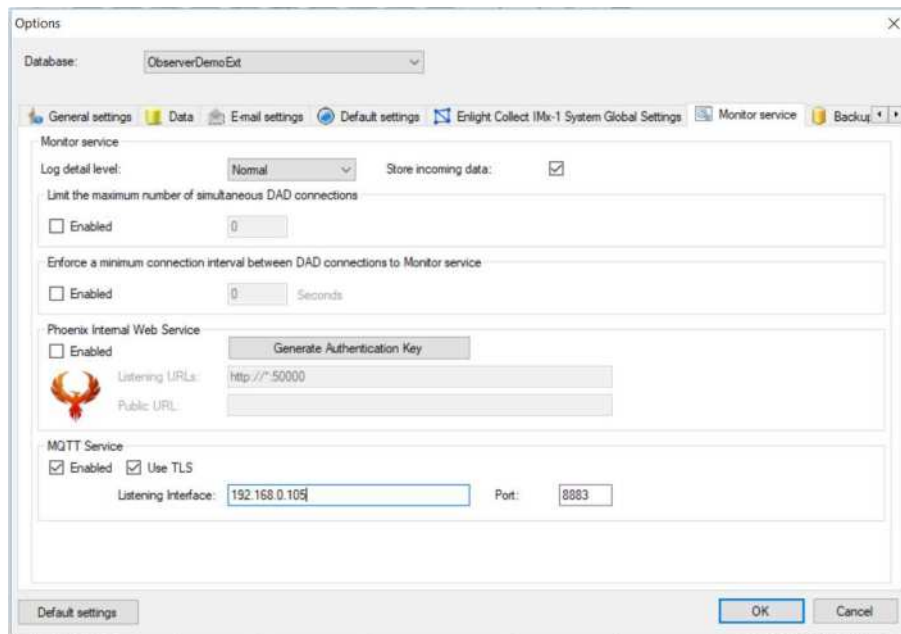 Options
Database: ObserverDemoExt
General settings Data E-mail settings Default settings Enlight Collect IMx-1 System Global Settings Monitor service Backup
Monitor service
Log detail level: Normal Store incoming data:
Limit the maximum number of simultaneous DAD connections
Enabled 0
Enforce a minimum connection interval between DAD connections to Monitor service
Enabled 0 Seconds
Phoenix Internal Web Service
Enabled Generate Authentication Key
Listening URLs: http://*:50000
Public URL:
MQTT Service
Enabled Use TLS
Listening Interface: 192.168.0.105 Port: 8883
Default settings OK Cancel